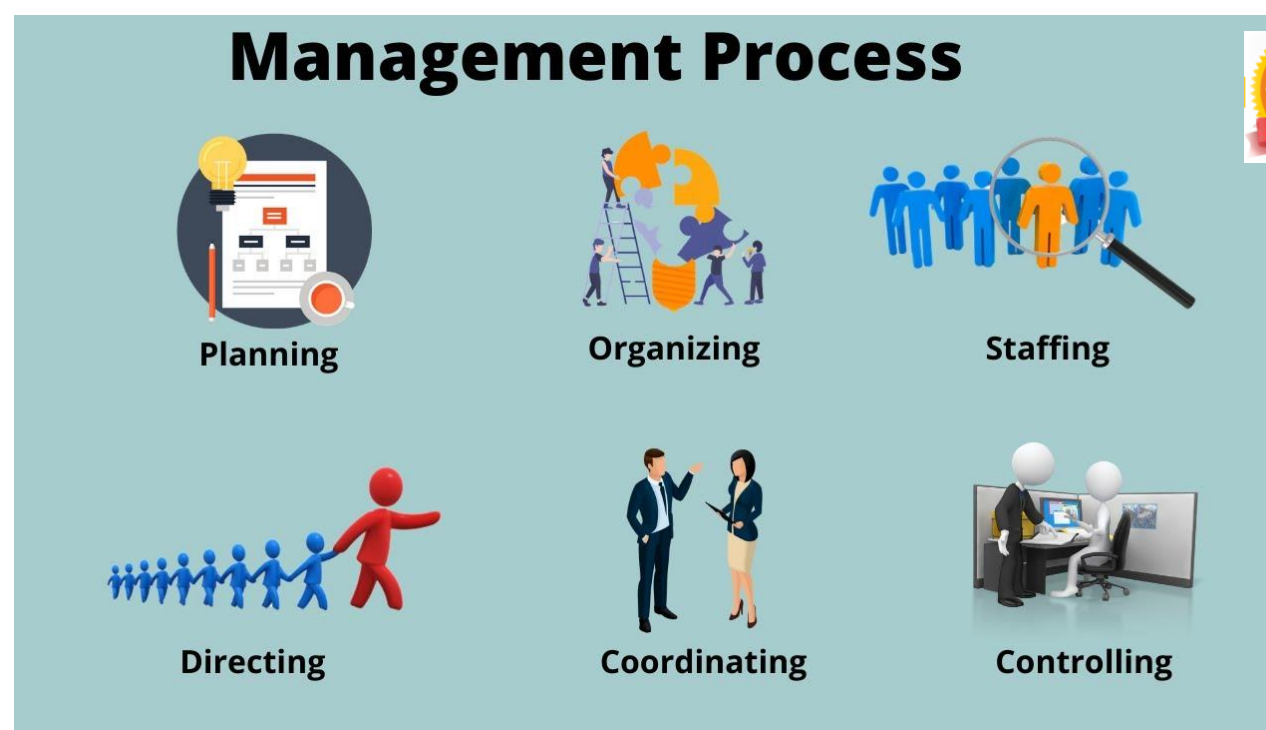 Management Process
Planning
Organizing
Staffing
Directing
Coordinating
Controlling